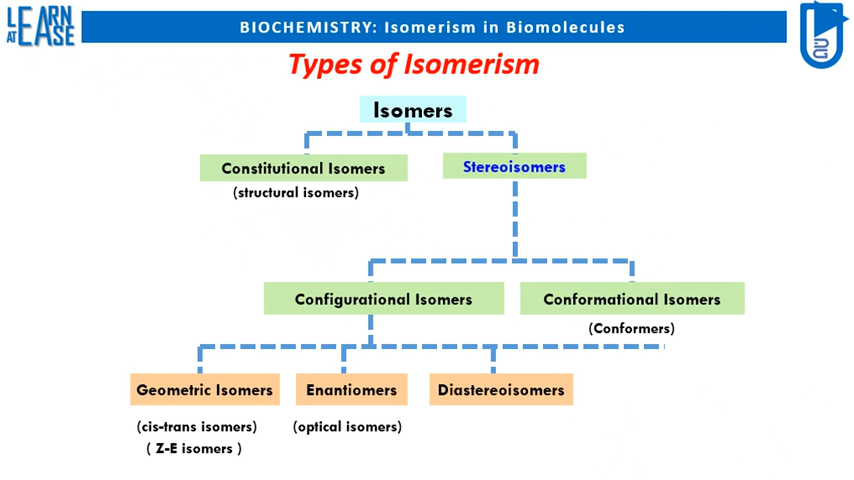 LEARN
AT EASE
BIOCHEMISTRY: Isomerism in Biomolecules
Types of Isomerism
Isomers
Constitutional Isomers
(structural isomers)
Stereoisomers
Configurational Isomers
Conformational Isomers
(Conformers)
Geometric Isomers
Enantiomers
Diastereoisomers
(cis-trans isomers)
(optical isomers)
( Z-E isomers )